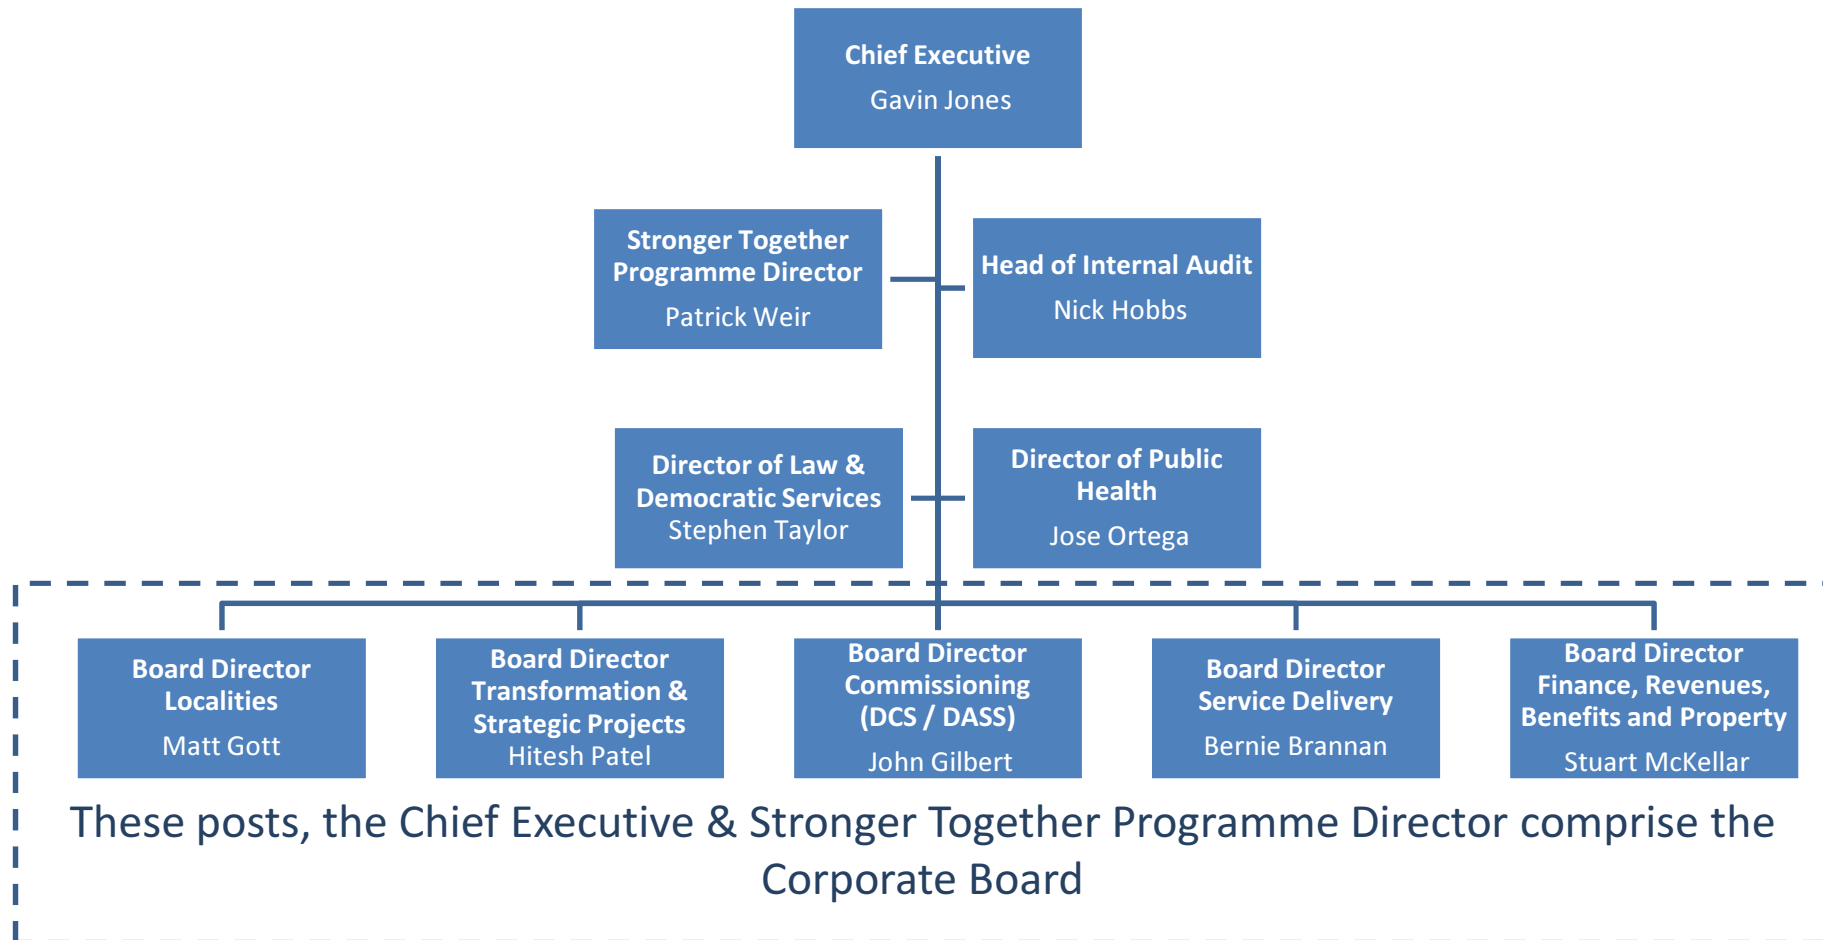 Chief Executive
Gavin Jones
Stronger Together
Programme Director
Patrick Weir
Head of Internal Audit
Nick Hobbs
Director of Law &
Democratic Services
Stephen Taylor
Director of Public
Health
Jose Ortega
Board Director
Localities
Matt Gott
Board Director
Transformation &
Strategic Projects
Hitesh Patel
Board Director
Commissioning
(DCS / DASS)
John Gilbert
Board Director
Service Delivery
Bernie Brannan
Board Director
Finance, Revenues,
Benefits and Property
Stuart McKellar
These posts, the Chief Executive & Stronger Together Programme Director comprise the
Corporate Board